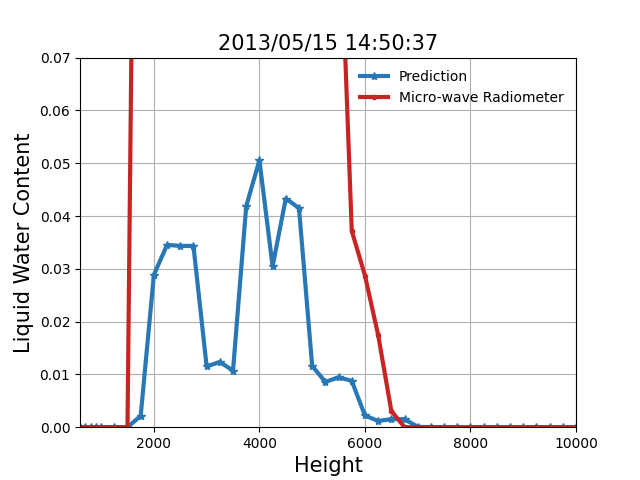 2013/05/15 14:50:37
Prediction
Micro-wave Radiometer
Liquid Water Content
0.07
0.06
0.05
0.04
0.03
0.02
0.01
0.00
2000 4000 6000 8000 10000
Height